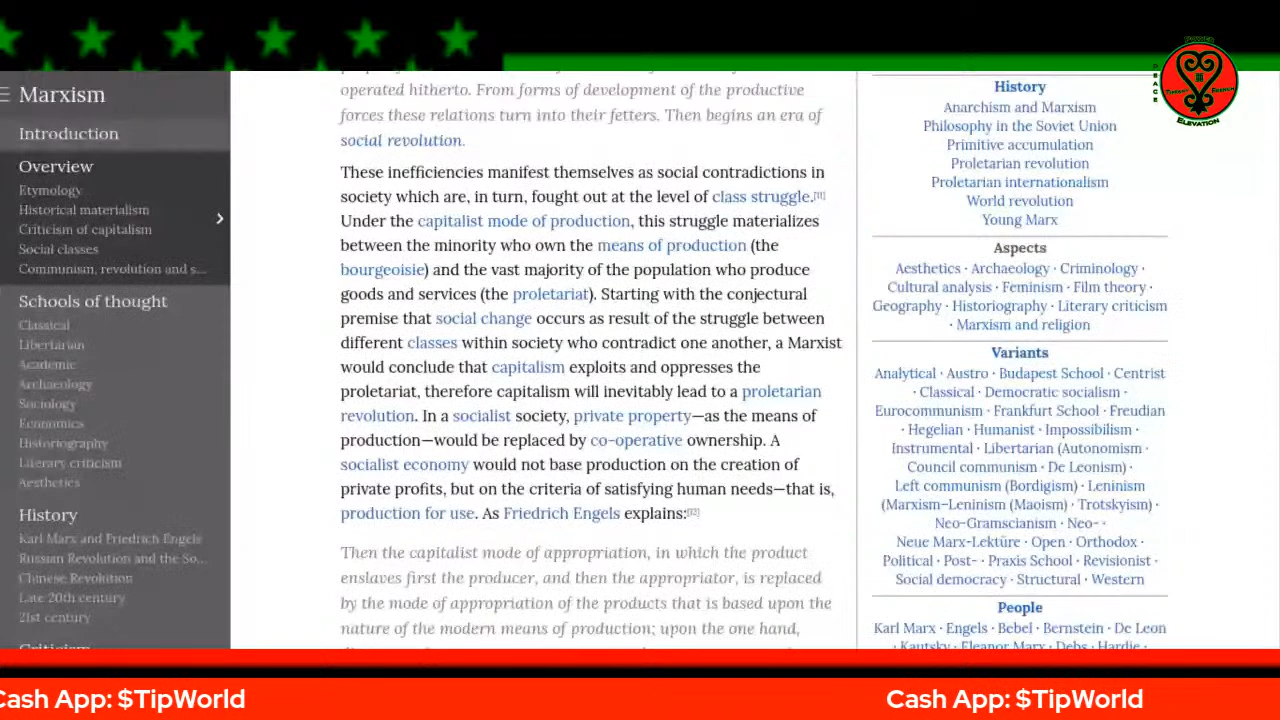 Marxism
Introduction
Overview
Etymology
Historical materialism
Criticism of capitalism
Social classes
Communism, revolution and s...
Schools of thought
Classical
Libertarian
Academic
Archaeology
Sociology
Economics
Historiography
Literary criticism
Aesthetics
History
Karl Marx and Friedrich Engels
Russian Revolution and the So...
Chinese Revolution
Late 20th century
21st century
Criticism
operated hitherto. From forms of development of the productive
forces these relations turn into their fetters. Then begins an era of
social revolution.
These inefficiencies manifest themselves as social contradictions in
society which are, in turn, fought out at the level of class struggle.[11]
Under the capitalist mode of production, this struggle materializes
between the minority who own the means of production (the
bourgeoisie) and the vast majority of the population who produce
goods and services (the proletariat). Starting with the conjectural
premise that social change occurs as result of the struggle between
different classes within society who contradict one another, a Marxist
would conclude that capitalism exploits and oppresses the
proletariat, therefore capitalism will inevitably lead to a proletarian
revolution. In a socialist society, private property—as the means of
production—would be replaced by co-operative ownership. A
socialist economy would not base production on the creation of
private profits, but on the criteria of satisfying human needs—that is,
production for use. As Friedrich Engels explains:[12]
Then the capitalist mode of appropriation, in which the product
enslaves first the producer, and then the appropriator, is replaced
by the mode of appropriation of the products that is based upon the
nature of the modern means of production; upon the one hand,
History
Anarchism and Marxism
Philosophy in the Soviet Union
Primitive accumulation
Proletarian revolution
Proletarian internationalism
World revolution
Young Marx
Aspects
Aesthetics · Archaeology · Criminology ·
Cultural analysis · Feminism · Film theory ·
Geography · Historiography · Literary criticism
· Marxism and religion
Variants
Analytical · Austro · Budapest School · Centrist
· Classical · Democratic socialism ·
Eurocommunism · Frankfurt School · Freudian
· Hegelian · Humanist · Impossibilism ·
Instrumental · Libertarian (Autonomism ·
Council communism · De Leonism) ·
Left communism (Bordigism) · Leninism
(Marxism–Leninism (Maoism) · Trotskyism) ·
Neo-Gramscianism · Neo- ·
Neue Marx-Lektüre · Open · Orthodox ·
Political · Post- · Praxis School · Revisionist ·
Social democracy · Structural · Western
People
Karl Marx · Engels · Bebel · Bernstein · De Leon
· Kautsky · Eleanor Marx · Debs · Hardie ·
POWER
PEACE
ELEVATION
Cash App: $TipWorld
Cash App: $TipWorld